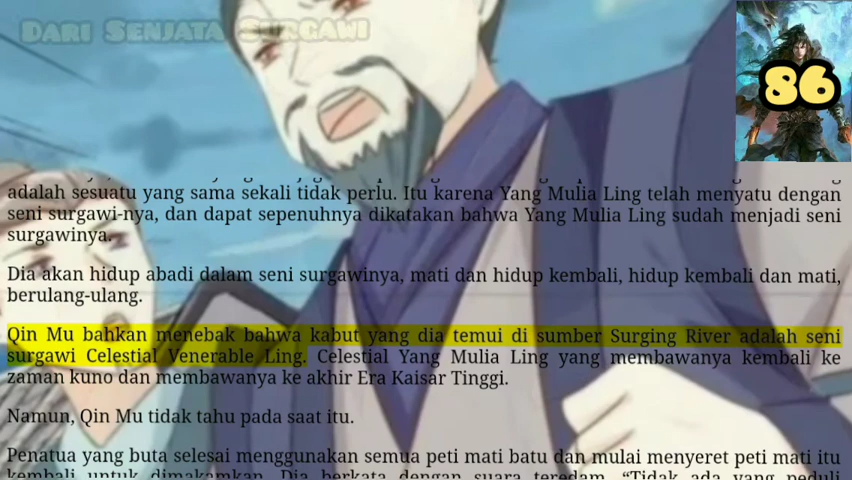 Dari Senjata Surgawi
86
adalah sesuatu yang sama sekali tidak perlu. Itu karena Yang Mulia Ling telah menyatu dengan
seni surgawi-nya, dan dapat sepenuhnya dikatakan bahwa Yang Mulia Ling sudah menjadi seni
surgawinya.
Dia akan hidup abadi dalam seni surgawinya, mati dan hidup kembali, hidup kembali dan mati,
berulang-ulang.
Qin Mu bahkan menebak bahwa kabut yang dia temui di sumber Surging River adalah seni
surgawi Celestial Venerable Ling. Celestial Yang Mulia Ling yang membawanya kembali ke
zaman kuno dan membawanya ke akhir Era Kaisar Tinggi.
Namun, Qin Mu tidak tahu pada saat itu.
Penatua yang buta selesai menggunakan semua peti mati batu dan mulai menyeret peti mati itu
kembali untuk dimakamkan. Dia berkata dengan suara teredam, “Tidak ada yang peduli